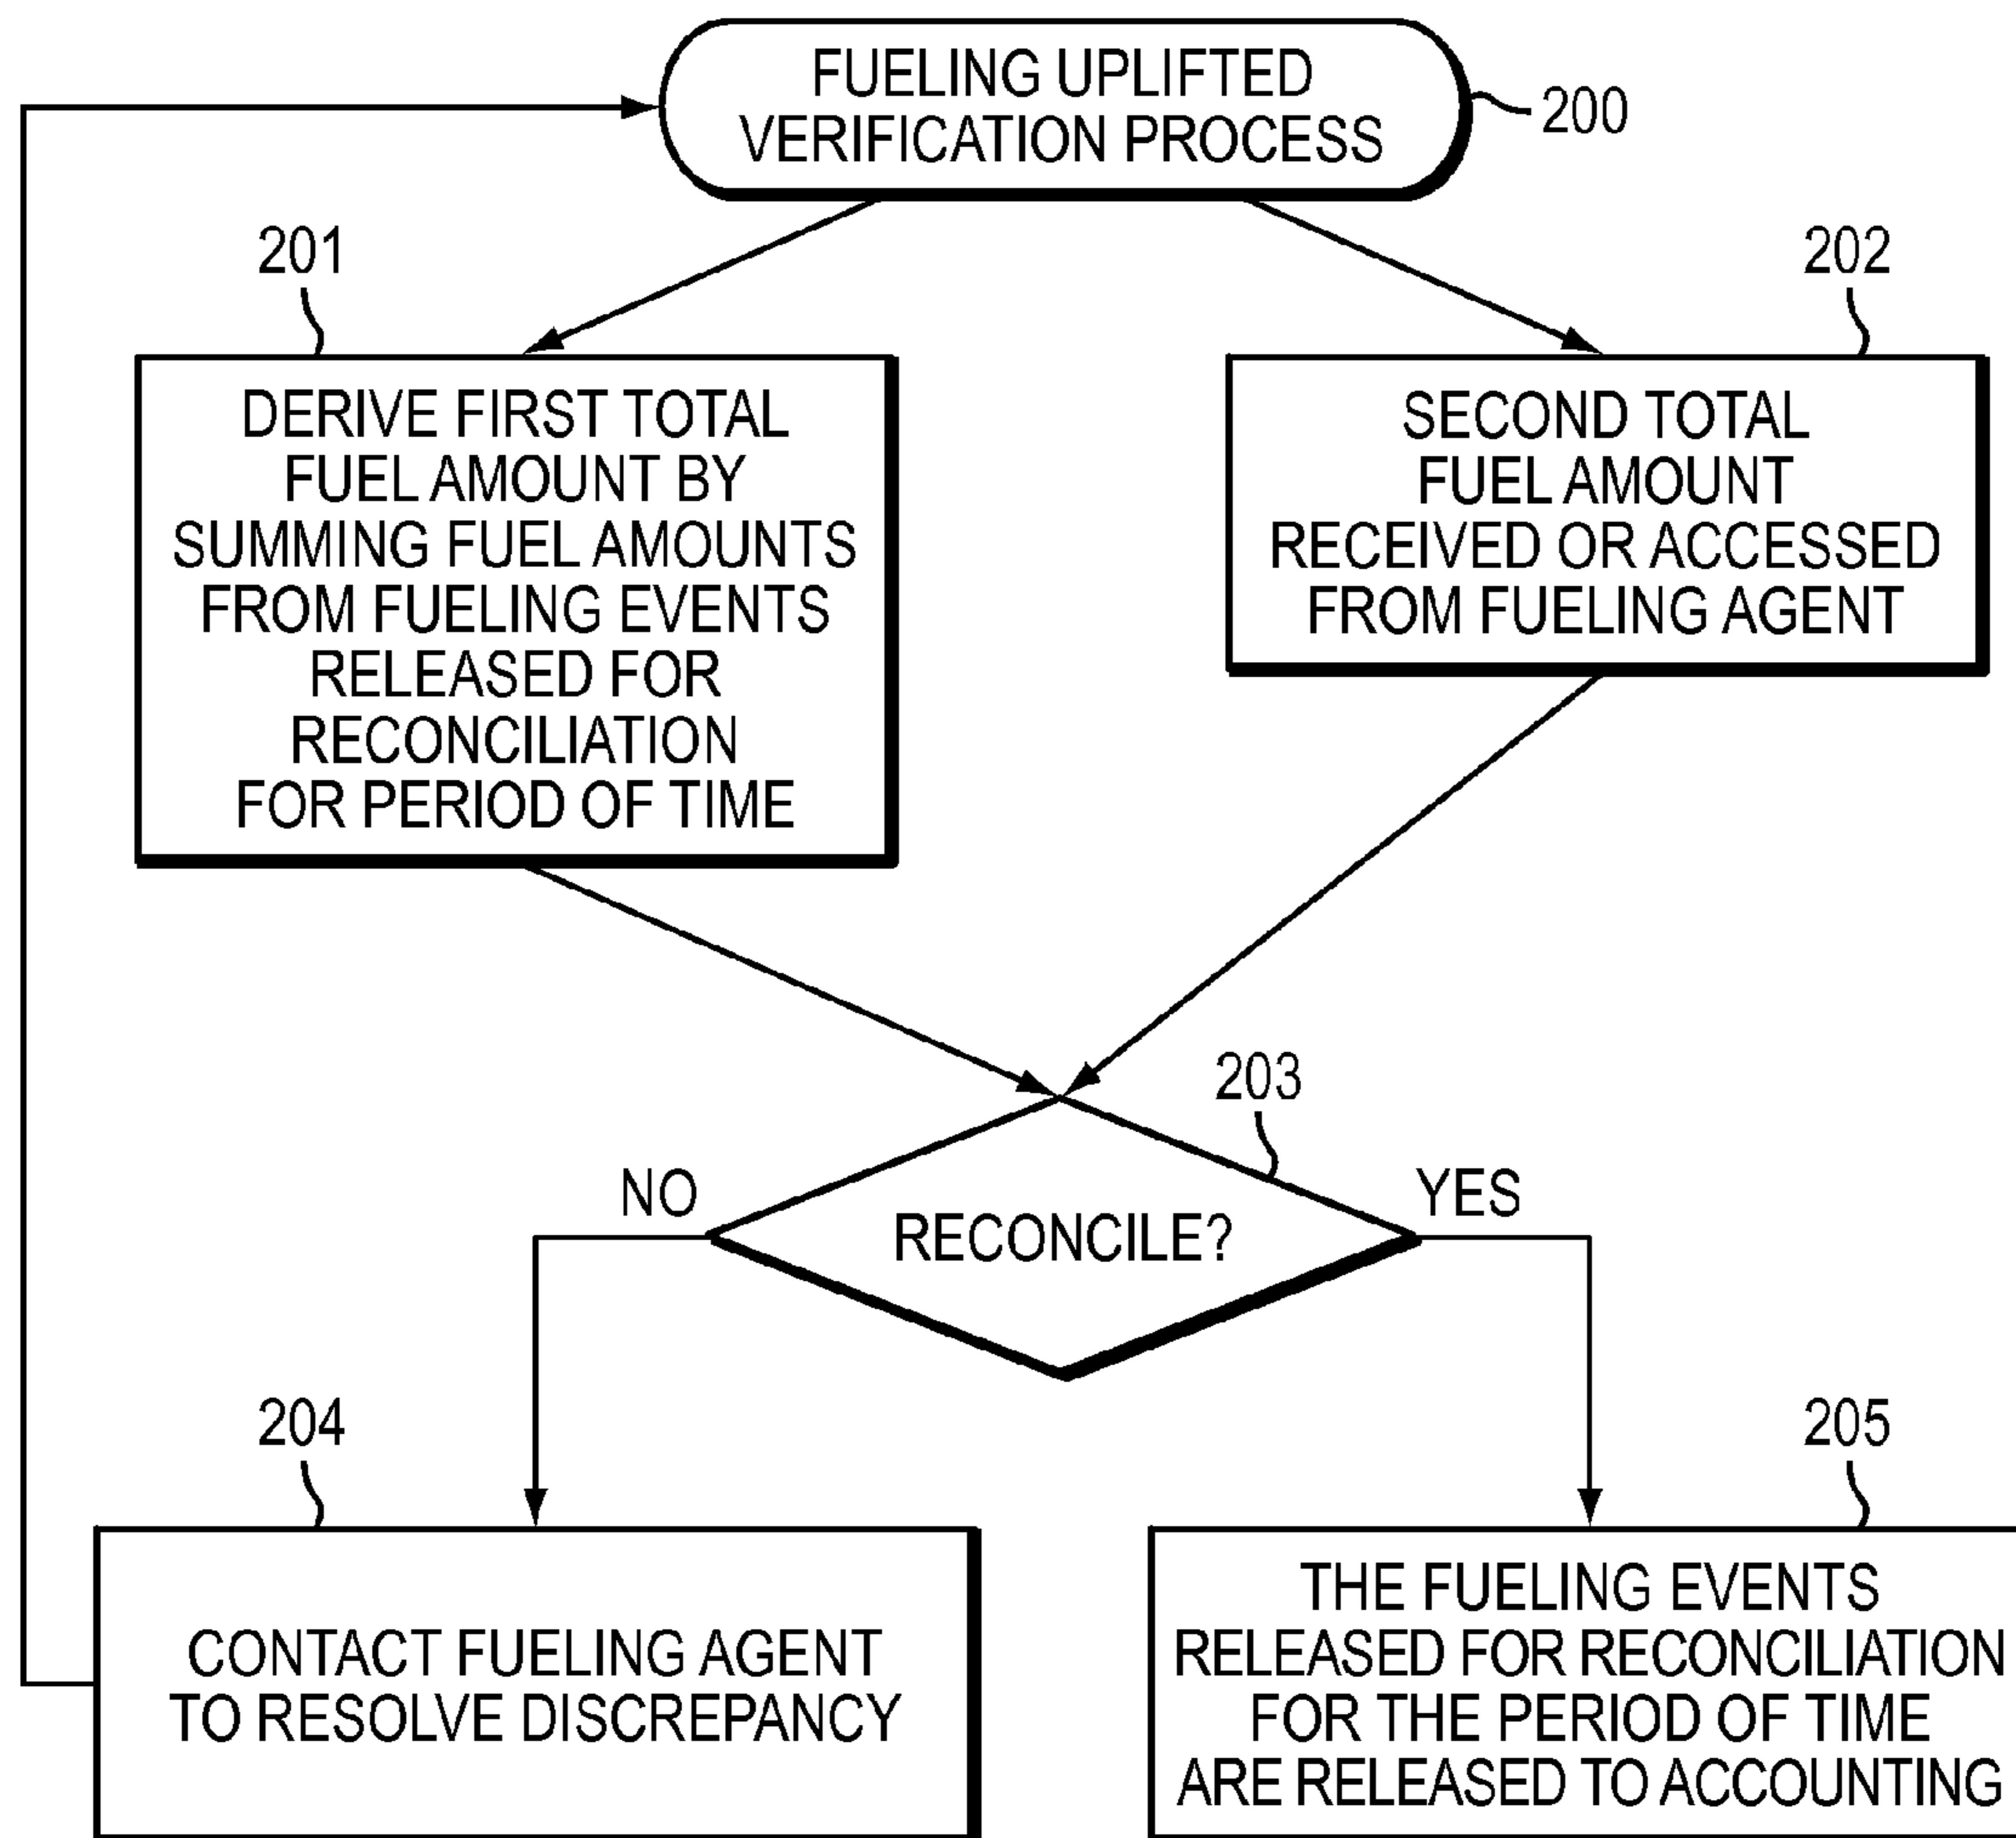 FUELING UPLIFTED
VERIFICATION PROCESS
200
201
202
DERIVE FIRST TOTAL
FUEL AMOUNT BY
SUMMING FUEL AMOUNTS
FROM FUELING EVENTS
RELEASED FOR
RECONCILIATION
FOR PERIOD OF TIME
SECOND TOTAL
FUEL AMOUNT
RECEIVED OR ACCESSED
FROM FUELING AGENT
203
NO
YES
RECONCILE?
204
205
CONTACT FUELING AGENT
TO RESOLVE DISCREPANCY
THE FUELING EVENTS
RELEASED FOR RECONCILIATION
FOR THE PERIOD OF TIME
ARE RELEASED TO ACCOUNTING